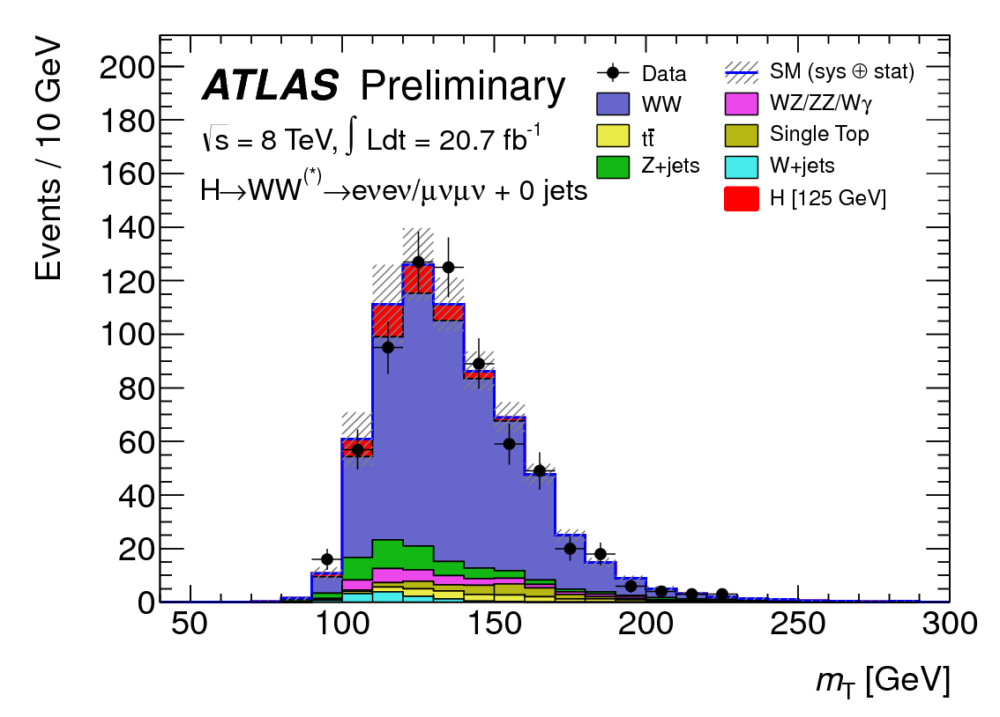 Events / 10 GeV
200
180
160
140
120
100
80
60
40
20
0
ATLAS Preliminary
√s = 8 TeV, ∫ Ldt = 20.7 fb⁻¹
H→WW⁽*⁾→eνeν/μνμν + 0 jets
Data
WW
tt̄
Z+jets
SM (sys ⊕ stat)
WZ/ZZ/Wγ
Single Top
W+jets
H [125 GeV]
50 100 150 200 250 300
m_T [GeV]